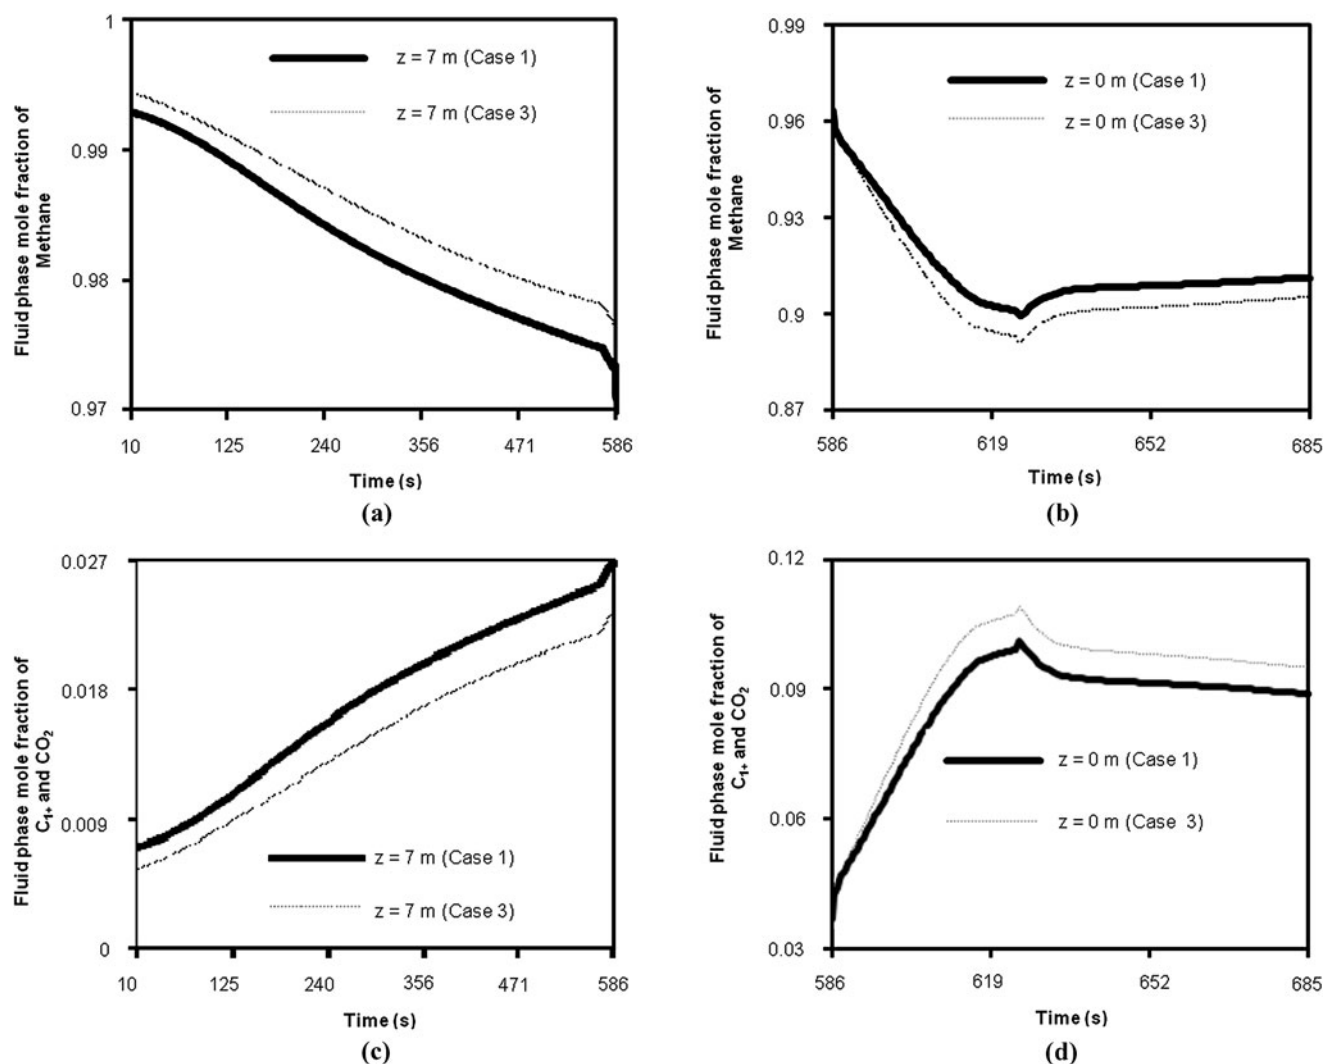 1
0.99
0.98
0.97
10
125
240
356
471
586
Time (s)
Fluid phase mole fraction of
Methane
z = 7 m (Case 1)
z = 7 m (Case 3)
(a)
0.99
0.96
0.93
0.9
0.87
586
619
652
685
Time (s)
Fluid phase mole fraction of
Methane
z = 0 m (Case 1)
z = 0 m (Case 3)
(b)
0.027
0.018
0.009
0
10
125
240
356
471
586
Time (s)
Fluid phase mole fraction of
C₁₊ and CO₂
z = 7 m (Case 1)
z = 7 m (Case 3)
(c)
0.12
0.09
0.06
0.03
586
619
652
685
Time (s)
Fluid phase mole fraction of
C₁₊ and CO₂
z = 0 m (Case 1)
z = 0 m (Case 3)
(d)